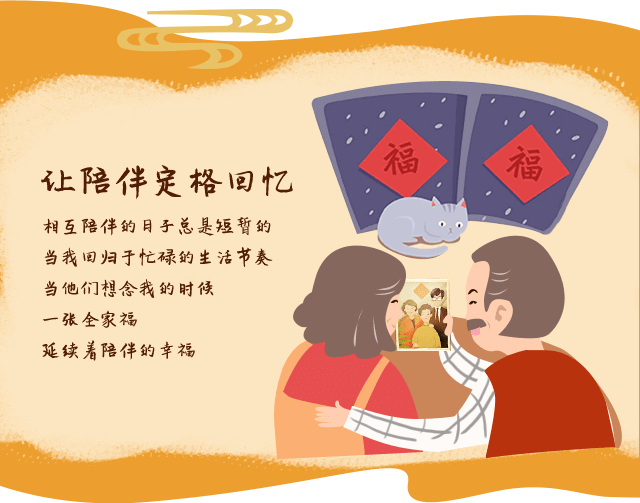 让陪伴定格回忆
相互陪伴的日子总是短暂的
当我回归于忙碌的生活节奏
当他们想念我的时候
一张全家福
延续着陪伴的幸福
福
福